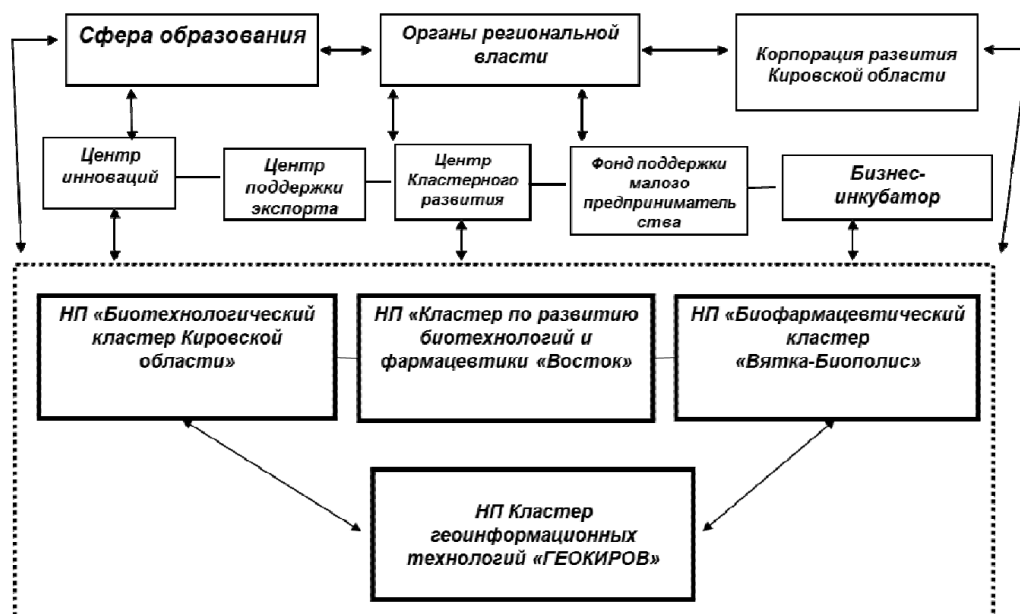 Сфера образования
Органы региональной
власти
Корпорация развития
Кировской области
Центр
инноваций
Центр
поддержки
экспорта
Центр
Кластерного
развития
Фонд поддержки
малозо
предприниматель
ства
Бизнес-
инкубатор
НП «Биотехнологический
кластер Кировской
области»
НП «Кластер по развитию
биотехнологий и
фармацевтики «Восток»
НП «Биофармацевтический
кластер
«Вятка-Биополис»
НП Кластер
геоинформационных
технологий «ГЕОКИРОВ»